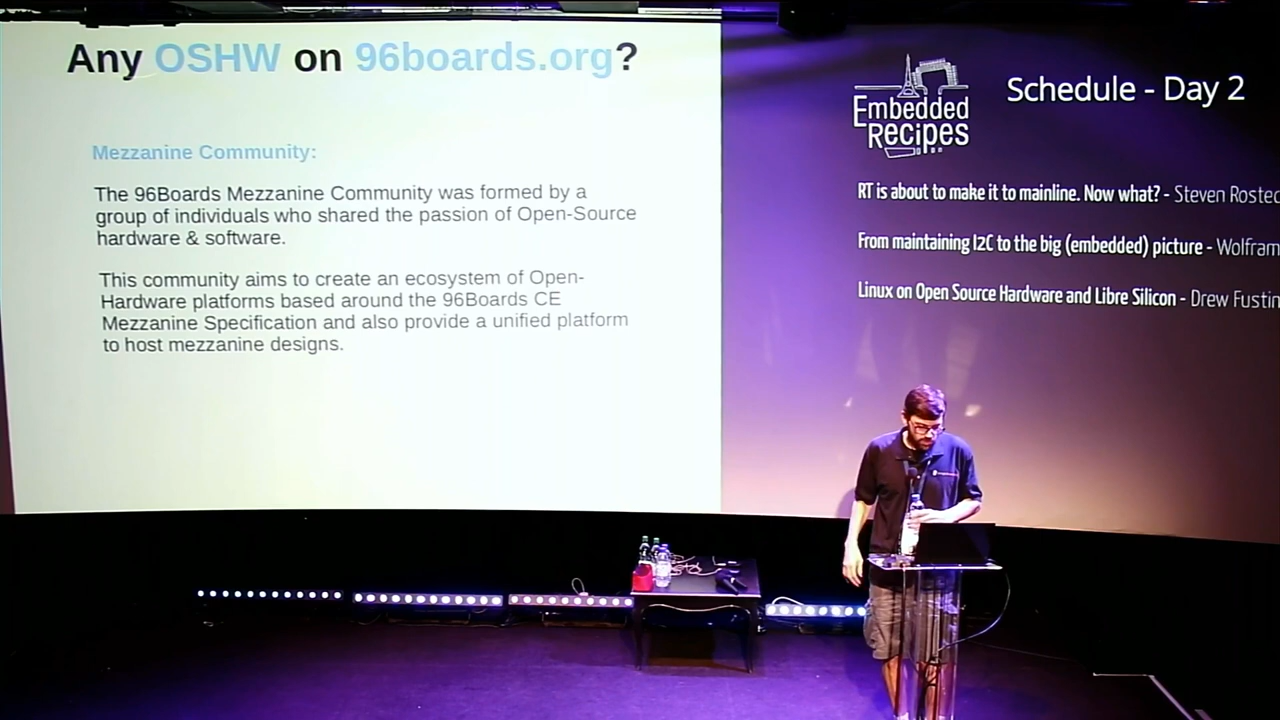 Any OSHW on 96boards.org?
Mezzanine Community:
The 96Boards Mezzanine Community was formed by a
group of individuals who shared the passion of Open-Source
hardware & software.
This community aims to create an ecosystem of Open-
Hardware platforms based around the 96Boards CE
Mezzanine Specification and also provide a unified platform
to host mezzanine designs.
Embedded
Recipes
Schedule - Day 2
RT is about to make it to mainline. Now what? - Steven Rosted
From maintaining I2C to the big (embedded) picture - Wolfram
Linux on Open Source Hardware and Libre Silicon - Drew Fustin